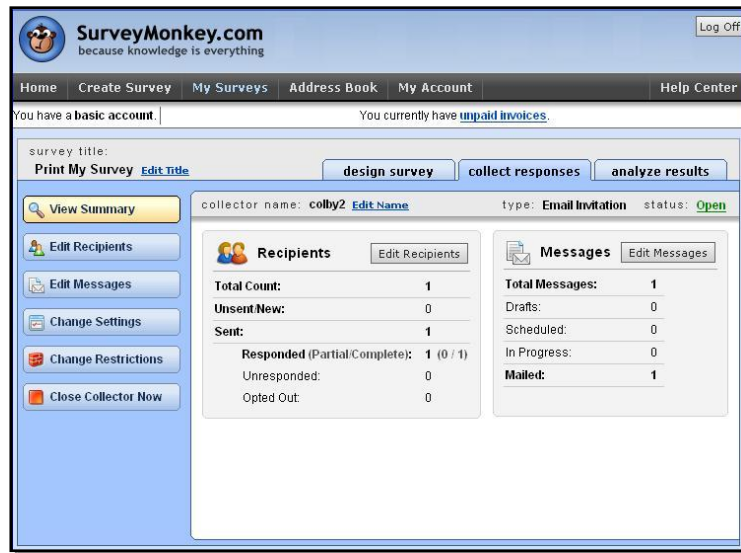 SurveyMonkey.com
because knowledge is everything
Log Off
Home Create Survey My Surveys Address Book My Account Help Center
You have a basic account. You currently have unpaid invoices.
survey title:
Print My Survey Edit Title
design survey collect responses analyze results
View Summary
Edit Recipients
Edit Messages
Change Settings
Change Restrictions
Close Collector Now
collector name: colby2 Edit Name type: Email Invitation status: Open
Recipients Edit Recipients
Total Count: 1
Unsent/New: 0
Sent: 1
Responded (Partial/Complete): 1 (0 / 1)
Unresponded: 0
Opted Out: 0
Messages Edit Messages
Total Messages: 1
Drafts: 0
Scheduled: 0
In Progress: 0
Mailed: 1